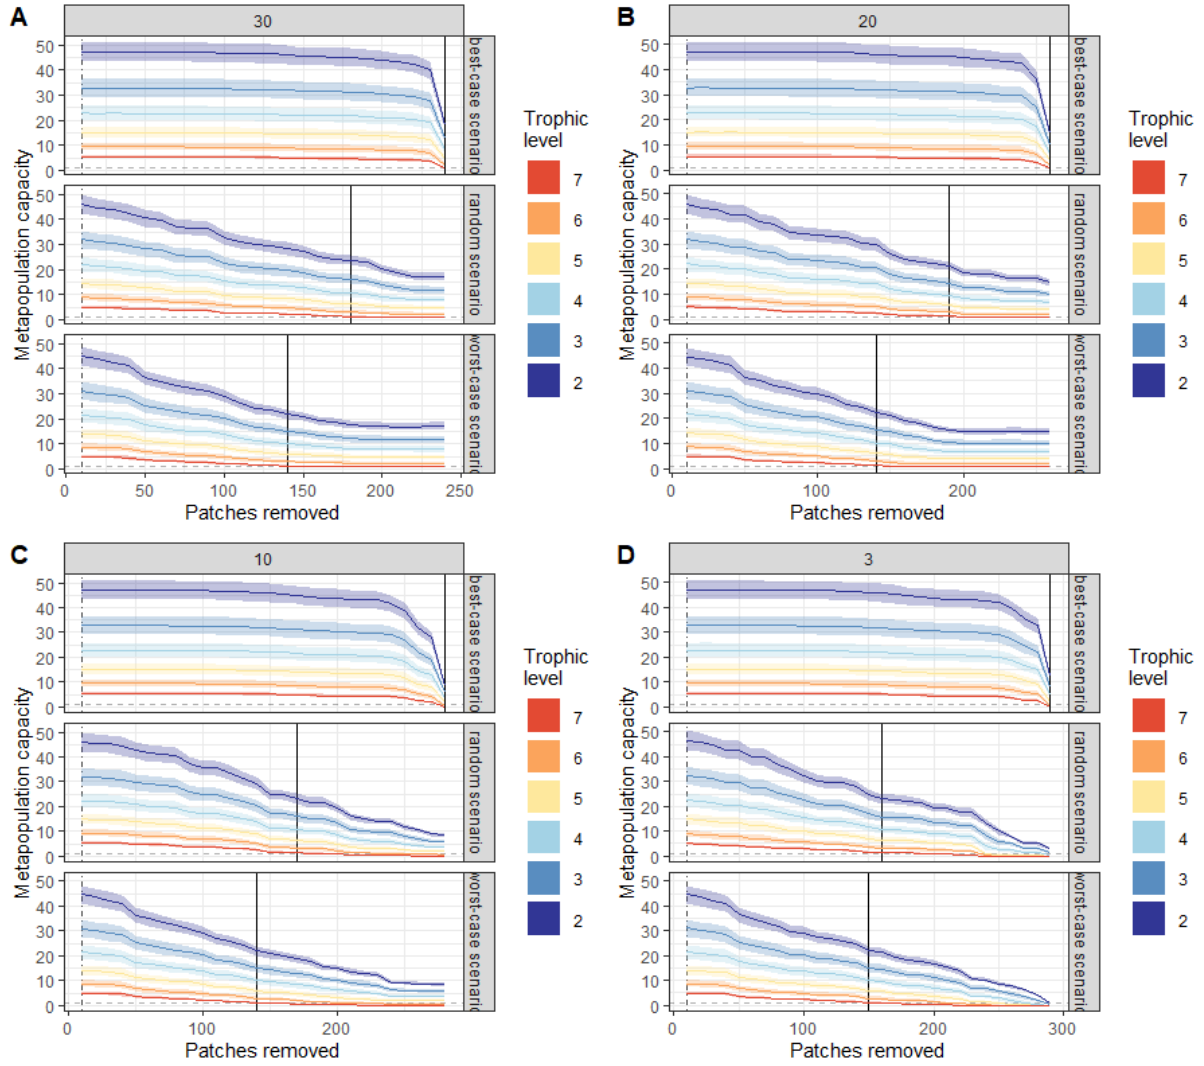 A
30
Metapopulation capacity
50
40
30
20
10
0
best-case scenario
50
40
30
20
10
0
random scenario
Metapopulation capacity
50
40
30
20
10
0
worst-case scenario
0 50 100 150 200 250
Patches removed
Trophic
level
7
6
5
4
3
2
B
20
Metapopulation capacity
50
40
30
20
10
0
best-case scenario
50
40
30
20
10
0
random scenario
50
40
30
20
10
0
worst-case scenario
0 100 200
Patches removed
Trophic
level
7
6
5
4
3
2
C
10
Metapopulation capacity
50
40
30
20
10
0
best-case scenario
50
40
30
20
10
0
random scenario
50
40
30
20
10
0
worst-case scenario
0 100 200
Patches removed
Trophic
level
7
6
5
4
3
2
D
3
Metapopulation capacity
50
40
30
20
10
0
best-case scenario
50
40
30
20
10
0
random scenario
50
40
30
20
10
0
worst-case scenario
0 100 200 300
Patches removed
Trophic
level
7
6
5
4
3
2